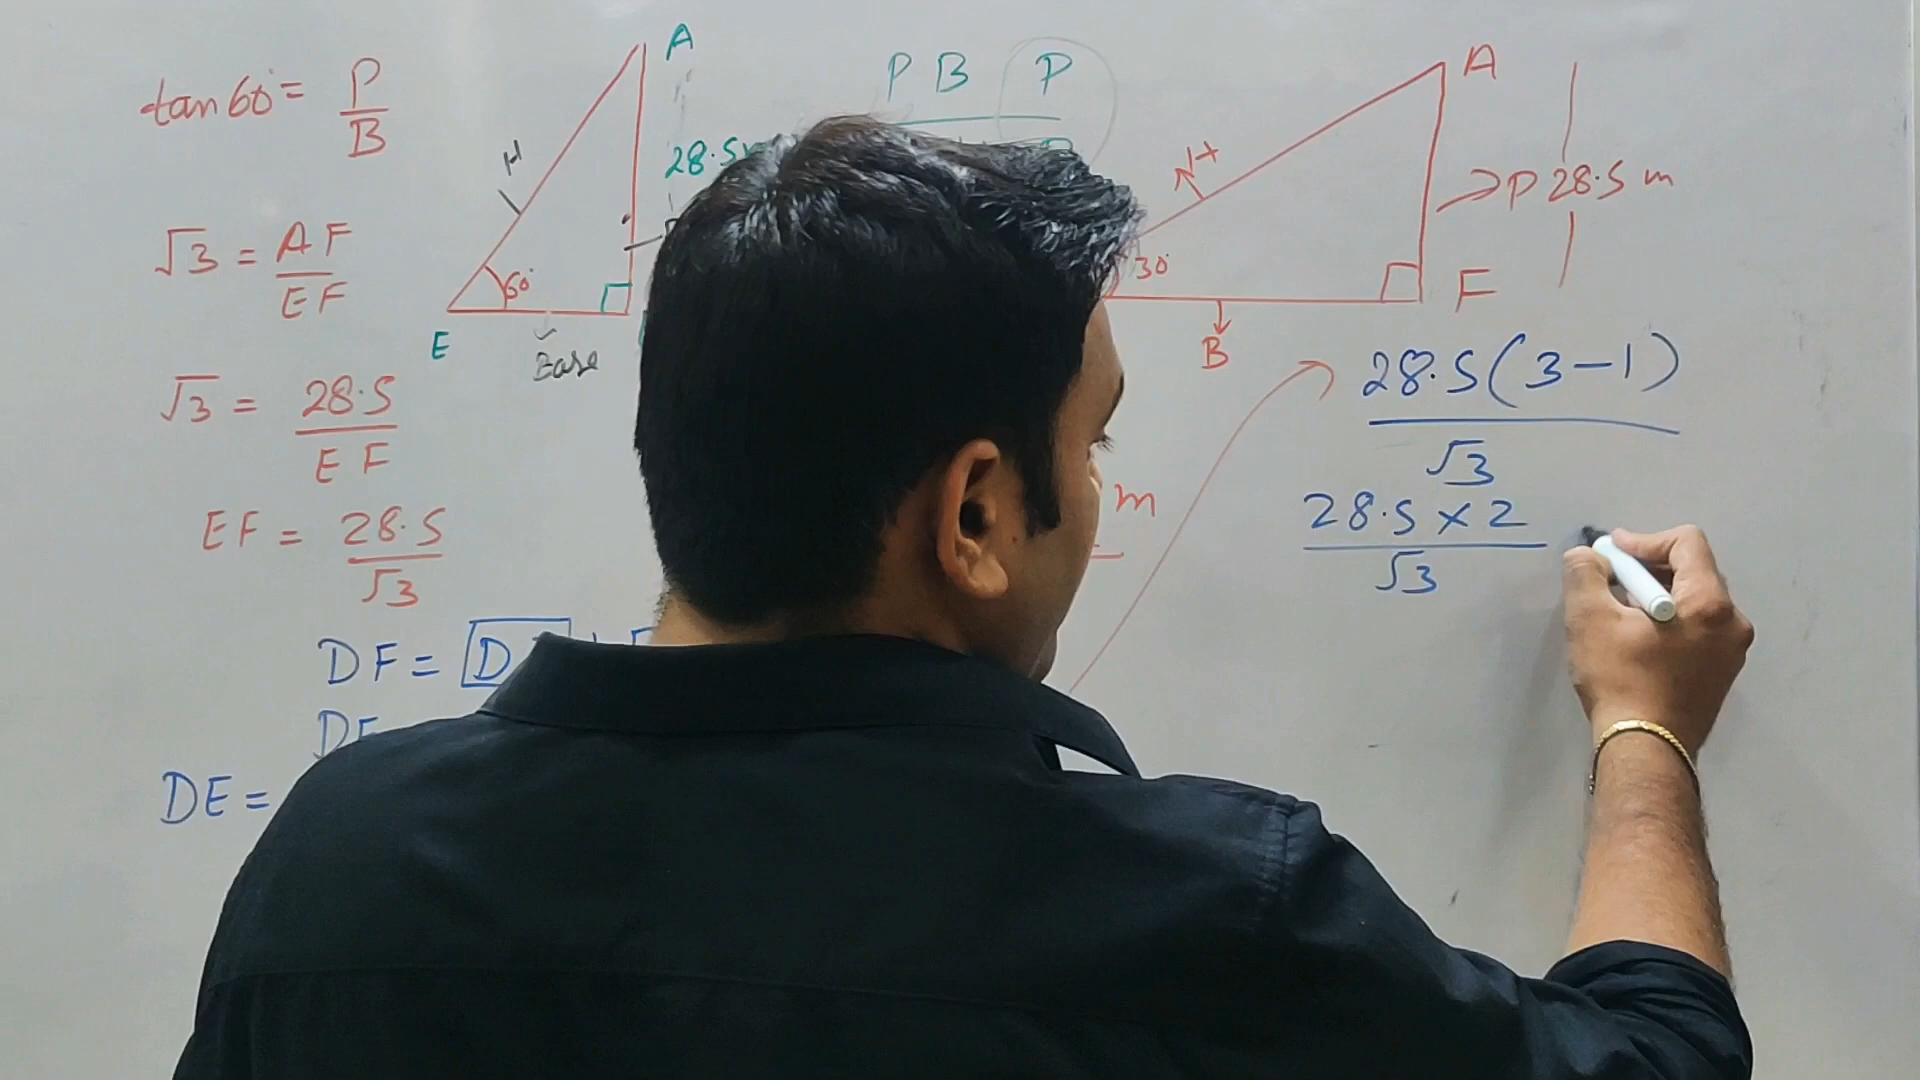 tan 60° = P/B
√3 = AF/EF
√3 = 28.5/EF
EF = 28.5/√3
DF =
DE =
A
H
28.5
60°
E
Base
P B P
A
H
P 28.5 m
30°
F
B
m
28.5(3-1)/√3
28.5 × 2/√3